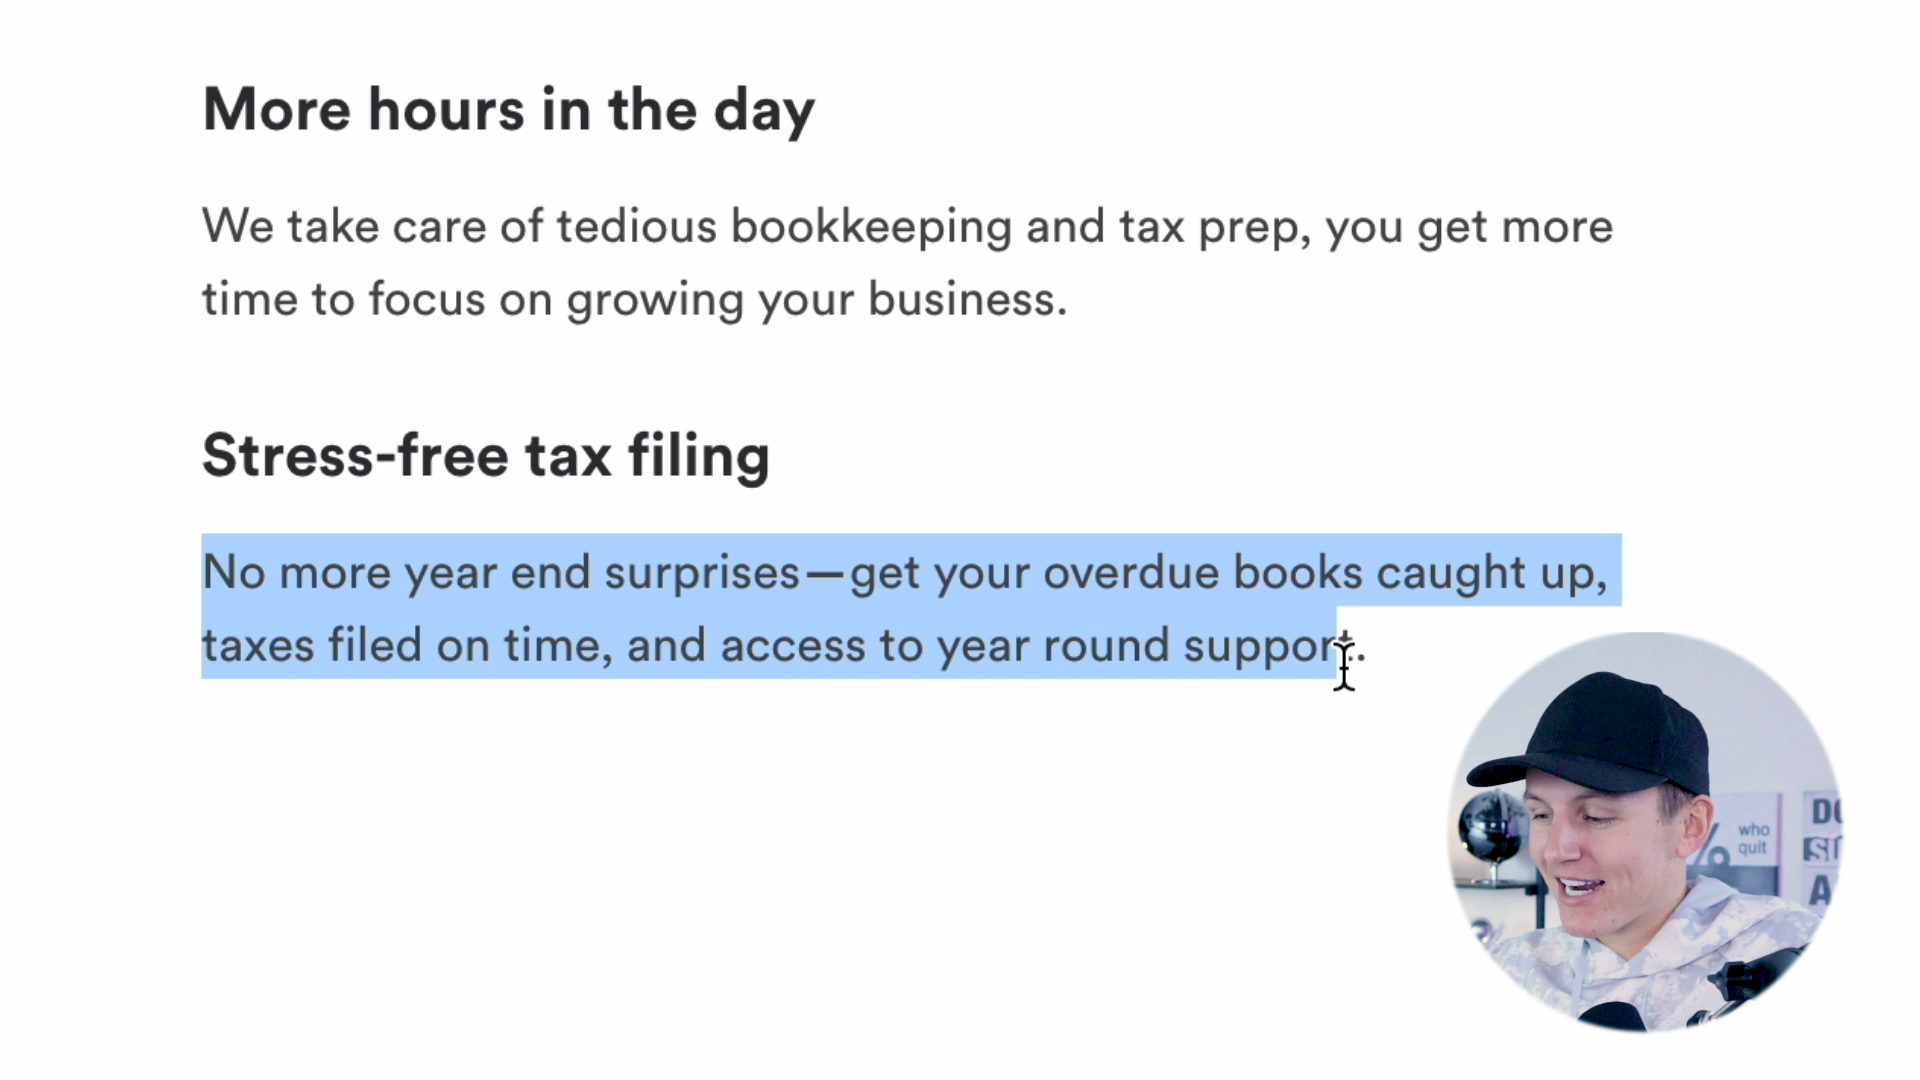 More hours in the day
We take care of tedious bookkeeping and tax prep, you get more
time to focus on growing your business.
Stress-free tax filing
No more year end surprises—get your overdue books caught up,
taxes filed on time, and access to year round support.
who
quit